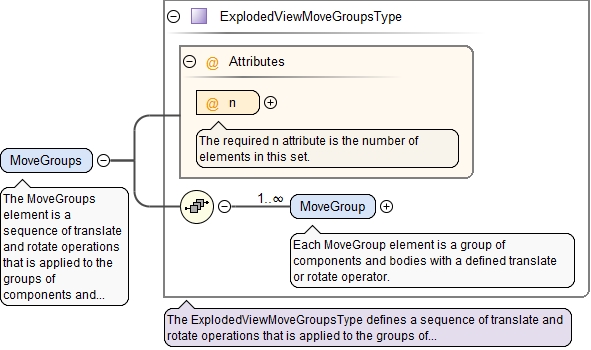 ExplodedViewMoveGroupsType
@ Attributes
@ n
The required n attribute is the number of
elements in this set.
MoveGroups
The MoveGroups
element is a
sequence of translate
and rotate operations
that is applied to the
groups of
components and...
1..∞
MoveGroup
Each MoveGroup element is a group of
components and bodies with a defined translate
or rotate operator.
The ExplodedViewMoveGroupsType defines a sequence of translate and
rotate operations that is applied to the groups of...